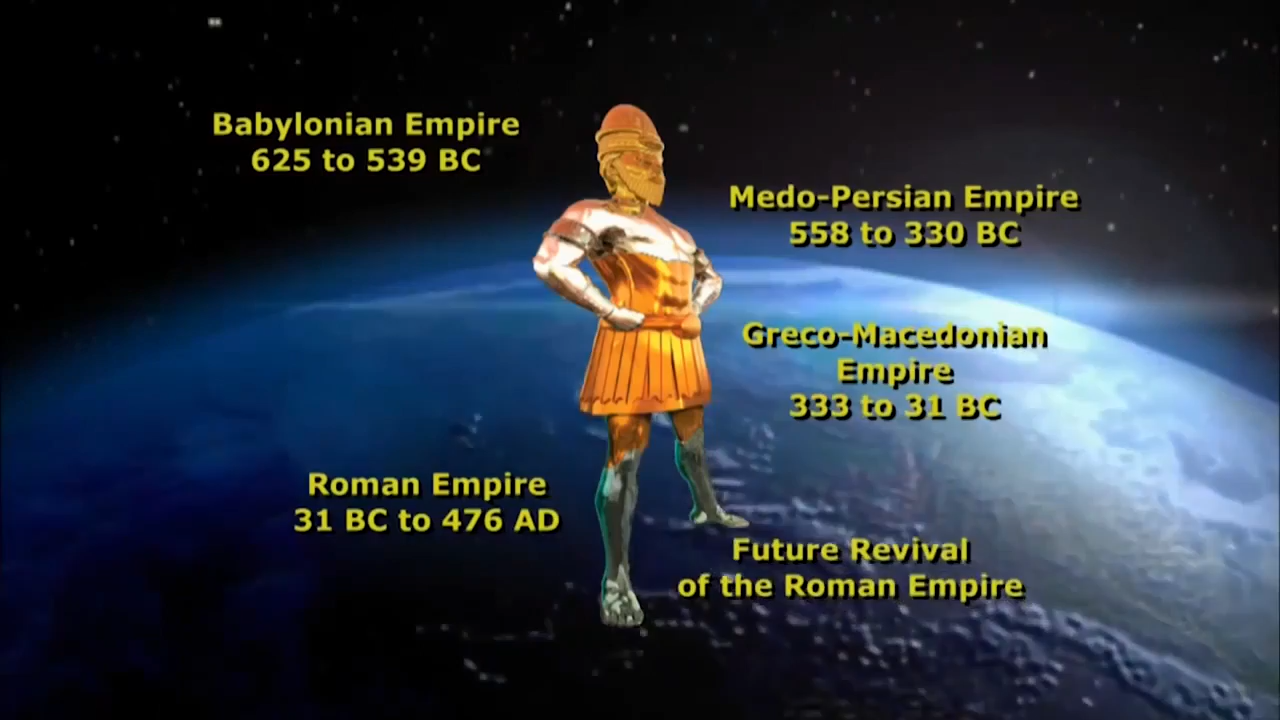 Babylonian Empire
625 to 539 BC
Medo-Persian Empire
558 to 330 BC
Greco-Macedonian
Empire
333 to 31 BC
Roman Empire
31 BC to 476 AD
Future Revival
of the Roman Empire